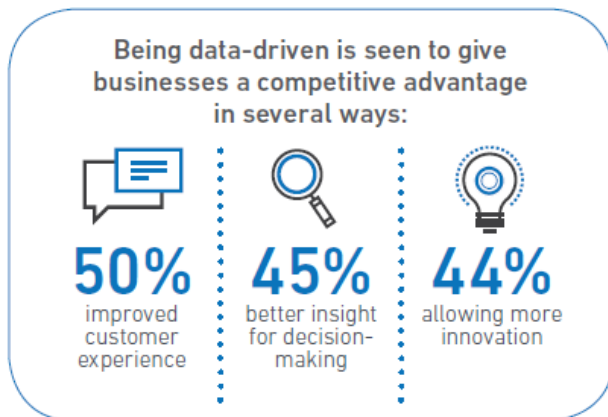 Being data-driven is seen to give
businesses a competitive advantage
in several ways:
50%
improved
customer
experience
45%
better insight
for decision-
making
44%
allowing more
innovation